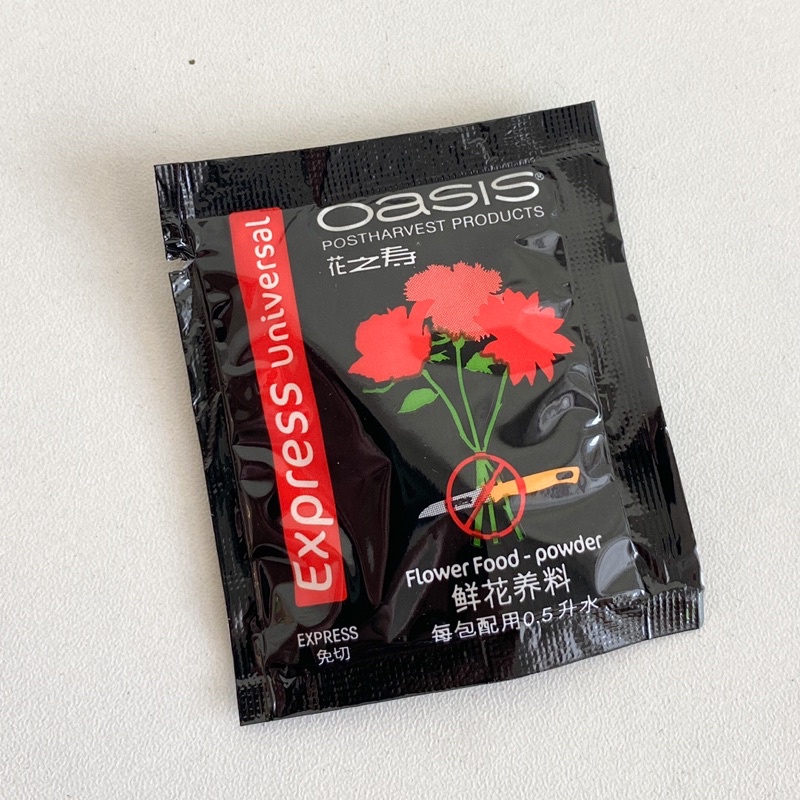 oasis®
POSTHARVEST PRODUCTS
花之寿
Express Universal
Flower Food - powder
鲜花养料
每包配用0.5升水
EXPRESS
免切